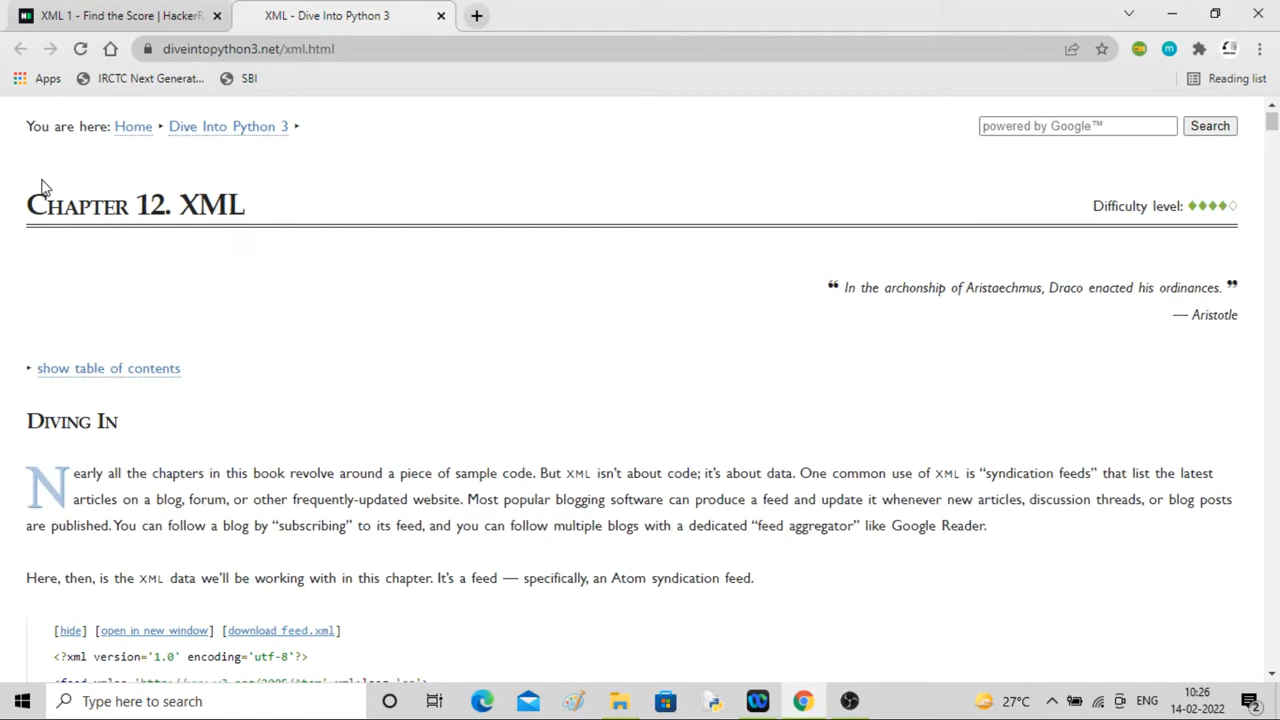 XML 1 - Find the Score | HackerR
XML - Dive Into Python 3
diveintopython3.net/xml.html
Apps
IRCTC Next Generat...
SBI
Reading list
You are here: Home ‣ Dive Into Python 3 ‣
powered by Google™
Search
CHAPTER 12. XML
Difficulty level: ♦♦♦♦♢
❝ In the archonship of Aristaechmus, Draco enacted his ordinances. ❞
— Aristotle
‣ show table of contents
DIVING IN
Nearly all the chapters in this book revolve around a piece of sample code. But XML isn’t about code; it’s about data. One common use of XML is “syndication feeds” that list the latest
articles on a blog, forum, or other frequently-updated website. Most popular blogging software can produce a feed and update it whenever new articles, discussion threads, or blog posts
are published. You can follow a blog by “subscribing” to its feed, and you can follow multiple blogs with a dedicated “feed aggregator” like Google Reader.
Here, then, is the XML data we’ll be working with in this chapter. It’s a feed — specifically, an Atom syndication feed.
[hide] [open in new window] [download feed.xml]
<?xml version='1.0' encoding='utf-8'?>
Type here to search
27°C
ENG
10:26
14-02-2022
2